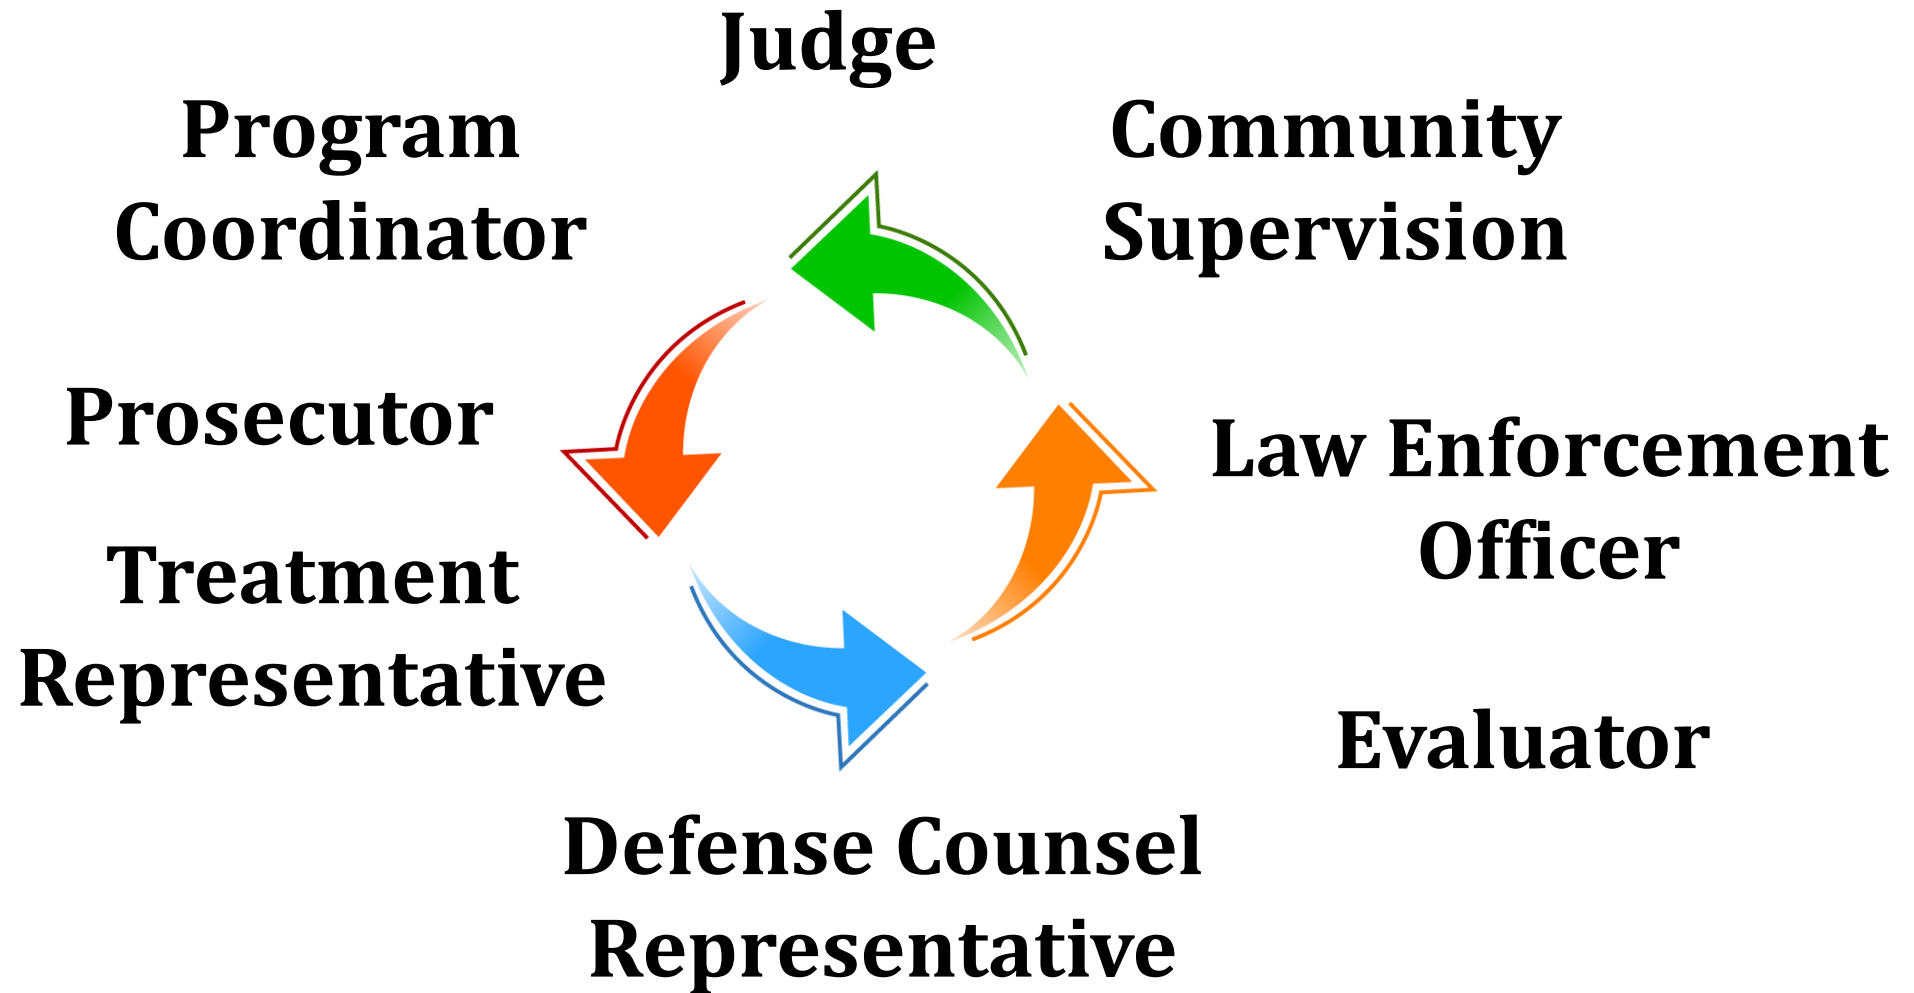 Judge
Program
Coordinator
Community
Supervision
Prosecutor
Law Enforcement
Officer
Treatment
Representative
Evaluator
Defense Counsel
Representative